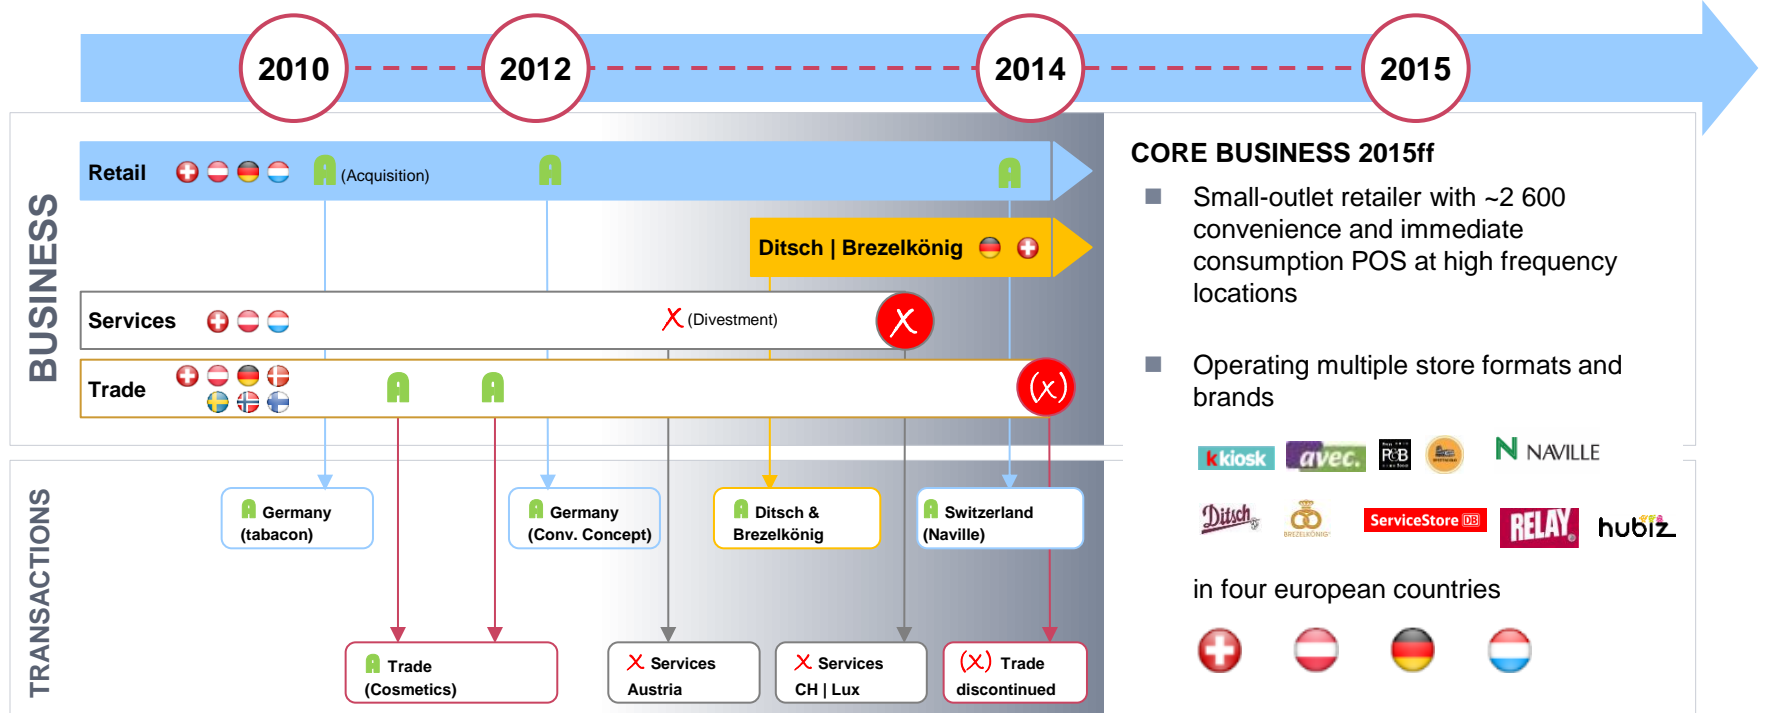 2010
2012
2014
2015
BUSINESS
Retail
A (Acquisition)
A
A
Ditsch | Brezelkönig
Services
X (Divestment)
X
Trade
A
A
(x)
TRANSACTIONS
A Germany
(tabacon)
A Germany
(Conv. Concept)
A Ditsch &
Brezelkönig
A Switzerland
(Naville)
A Trade
(Cosmetics)
X Services
Austria
X Services
CH | Lux
(x) Trade
discontinued
CORE BUSINESS 2015ff
Small-outlet retailer with ~2 600
convenience and immediate
consumption POS at high frequency
locations
Operating multiple store formats and
brands
k kiosk
avec.
P&B
N NAVILLE
Ditsch
BREZELKÖNIG
ServiceStore DB
RELAY
hubiz
in four european countries